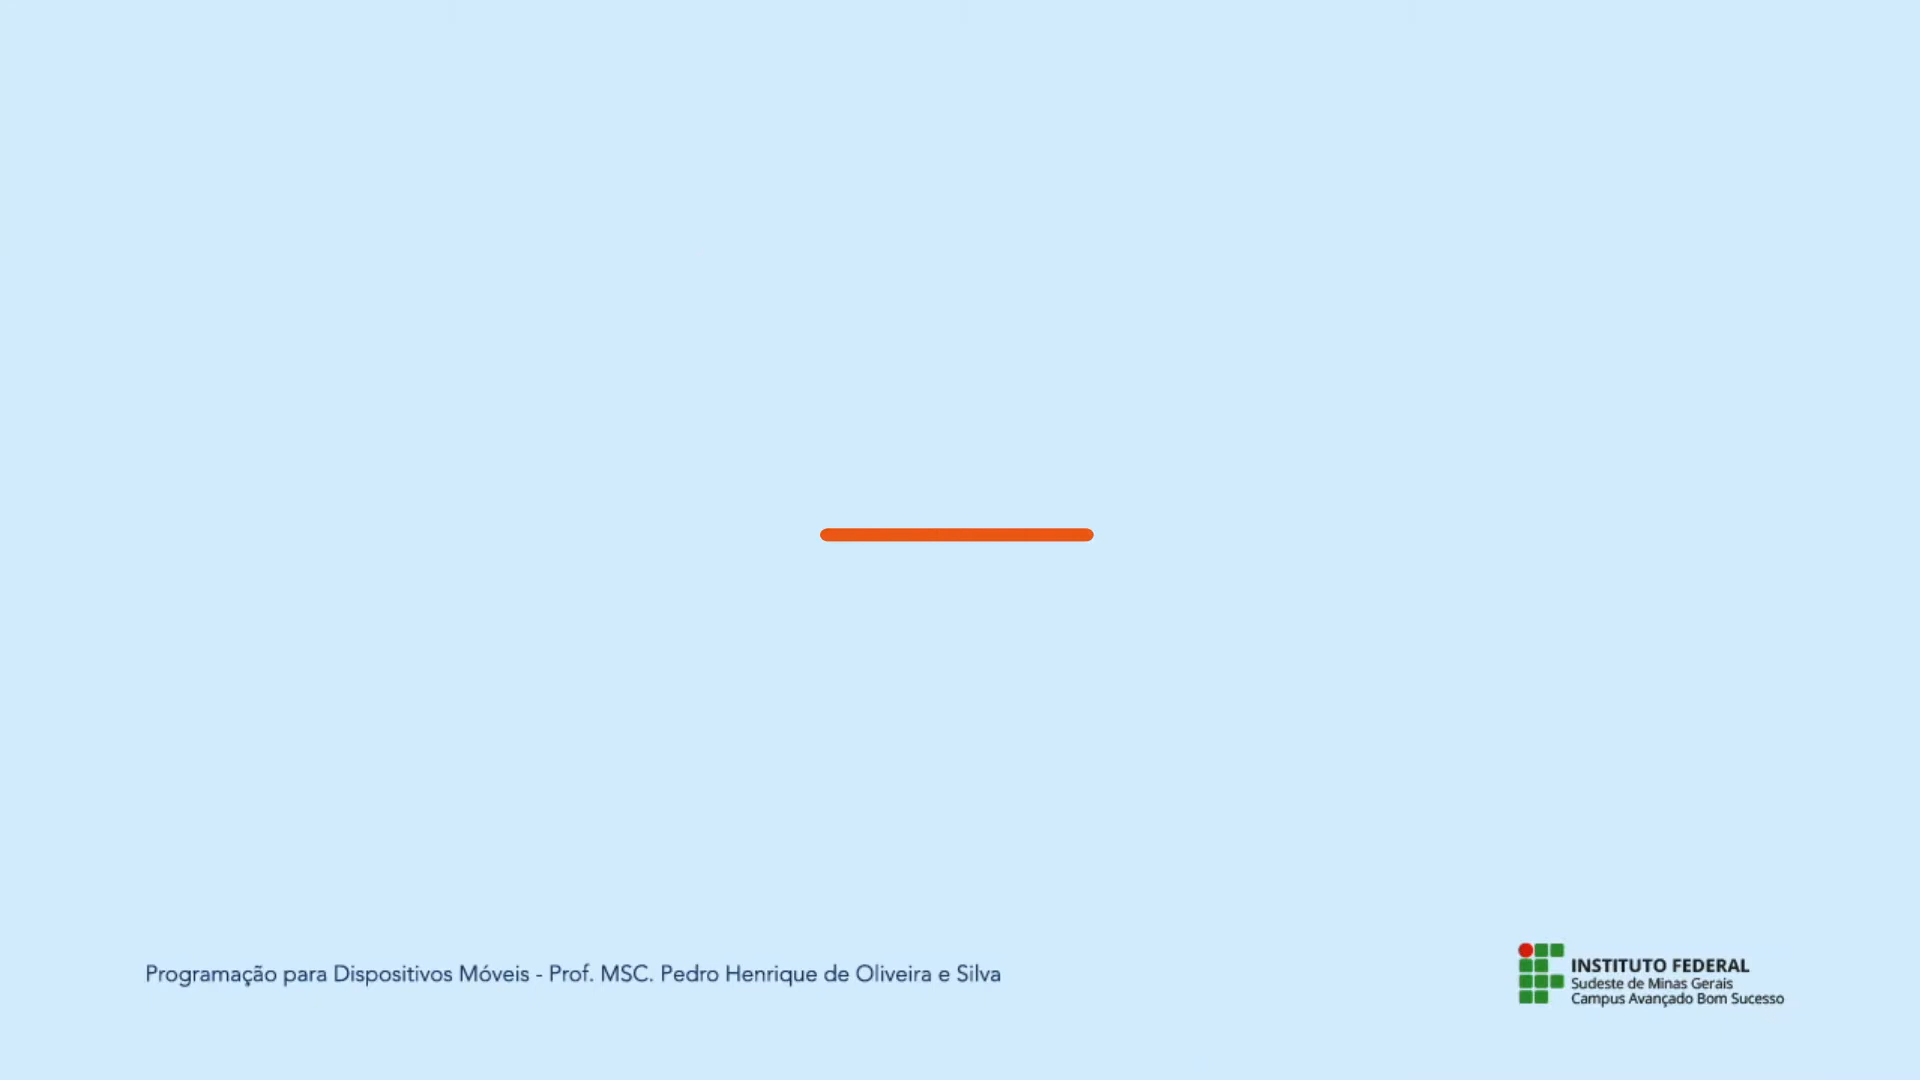 Programação para Dispositivos Móveis - Prof. MSC. Pedro Henrique de Oliveira e Silva
INSTITUTO FEDERAL
Sudeste de Minas Gerais
Campus Avançado Bom Sucesso